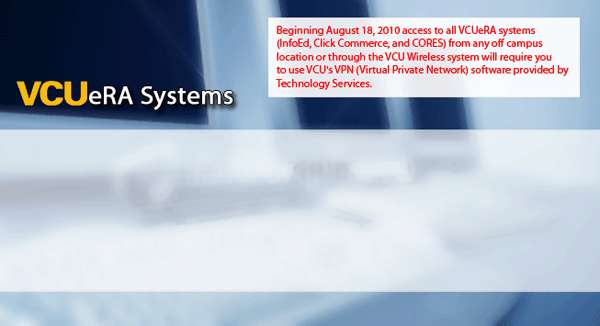 Beginning August 18, 2010 access to all VCUeRA systems
(InfoEd, Click Commerce, and CORES) from any off campus
location or through the VCU Wireless system will require you
to use VCU's VPN (Virtual Private Network) software provided by
Technology Services.
VCUeRA Systems